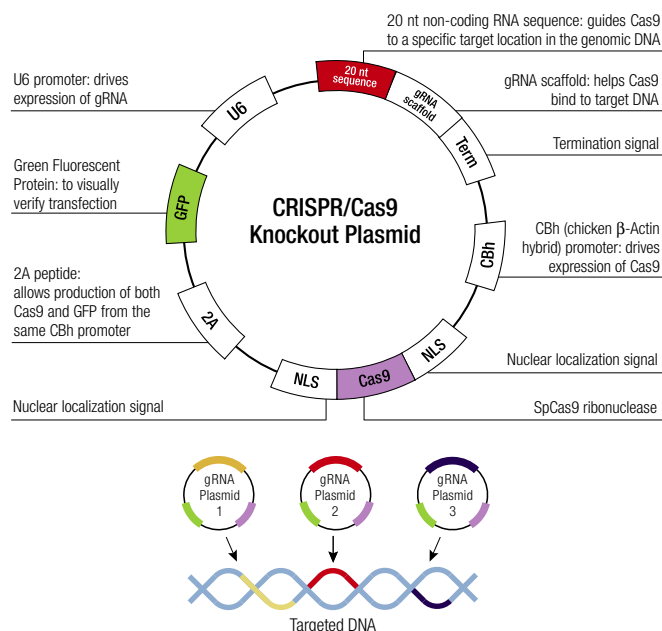 20 nt non-coding RNA sequence: guides Cas9
to a specific target location in the genomic DNA
U6 promoter: drives
expression of gRNA
20 nt
sequence
gRNA
scaffold
gRNA scaffold: helps Cas9
bind to target DNA
U6
Term
Termination signal
Green Fluorescent
Protein: to visually
verify transfection
GFP
CRISPR/Cas9
Knockout Plasmid
CBh
CBh (chicken β-Actin
hybrid) promoter: drives
expression of Cas9
2A peptide:
allows production of both
Cas9 and GFP from the
same CBh promoter
2A
NLS
Cas9
NLS
Nuclear localization signal
Nuclear localization signal
SpCas9 ribonuclease
gRNA
Plasmid
1
gRNA
Plasmid
2
gRNA
Plasmid
3
Targeted DNA